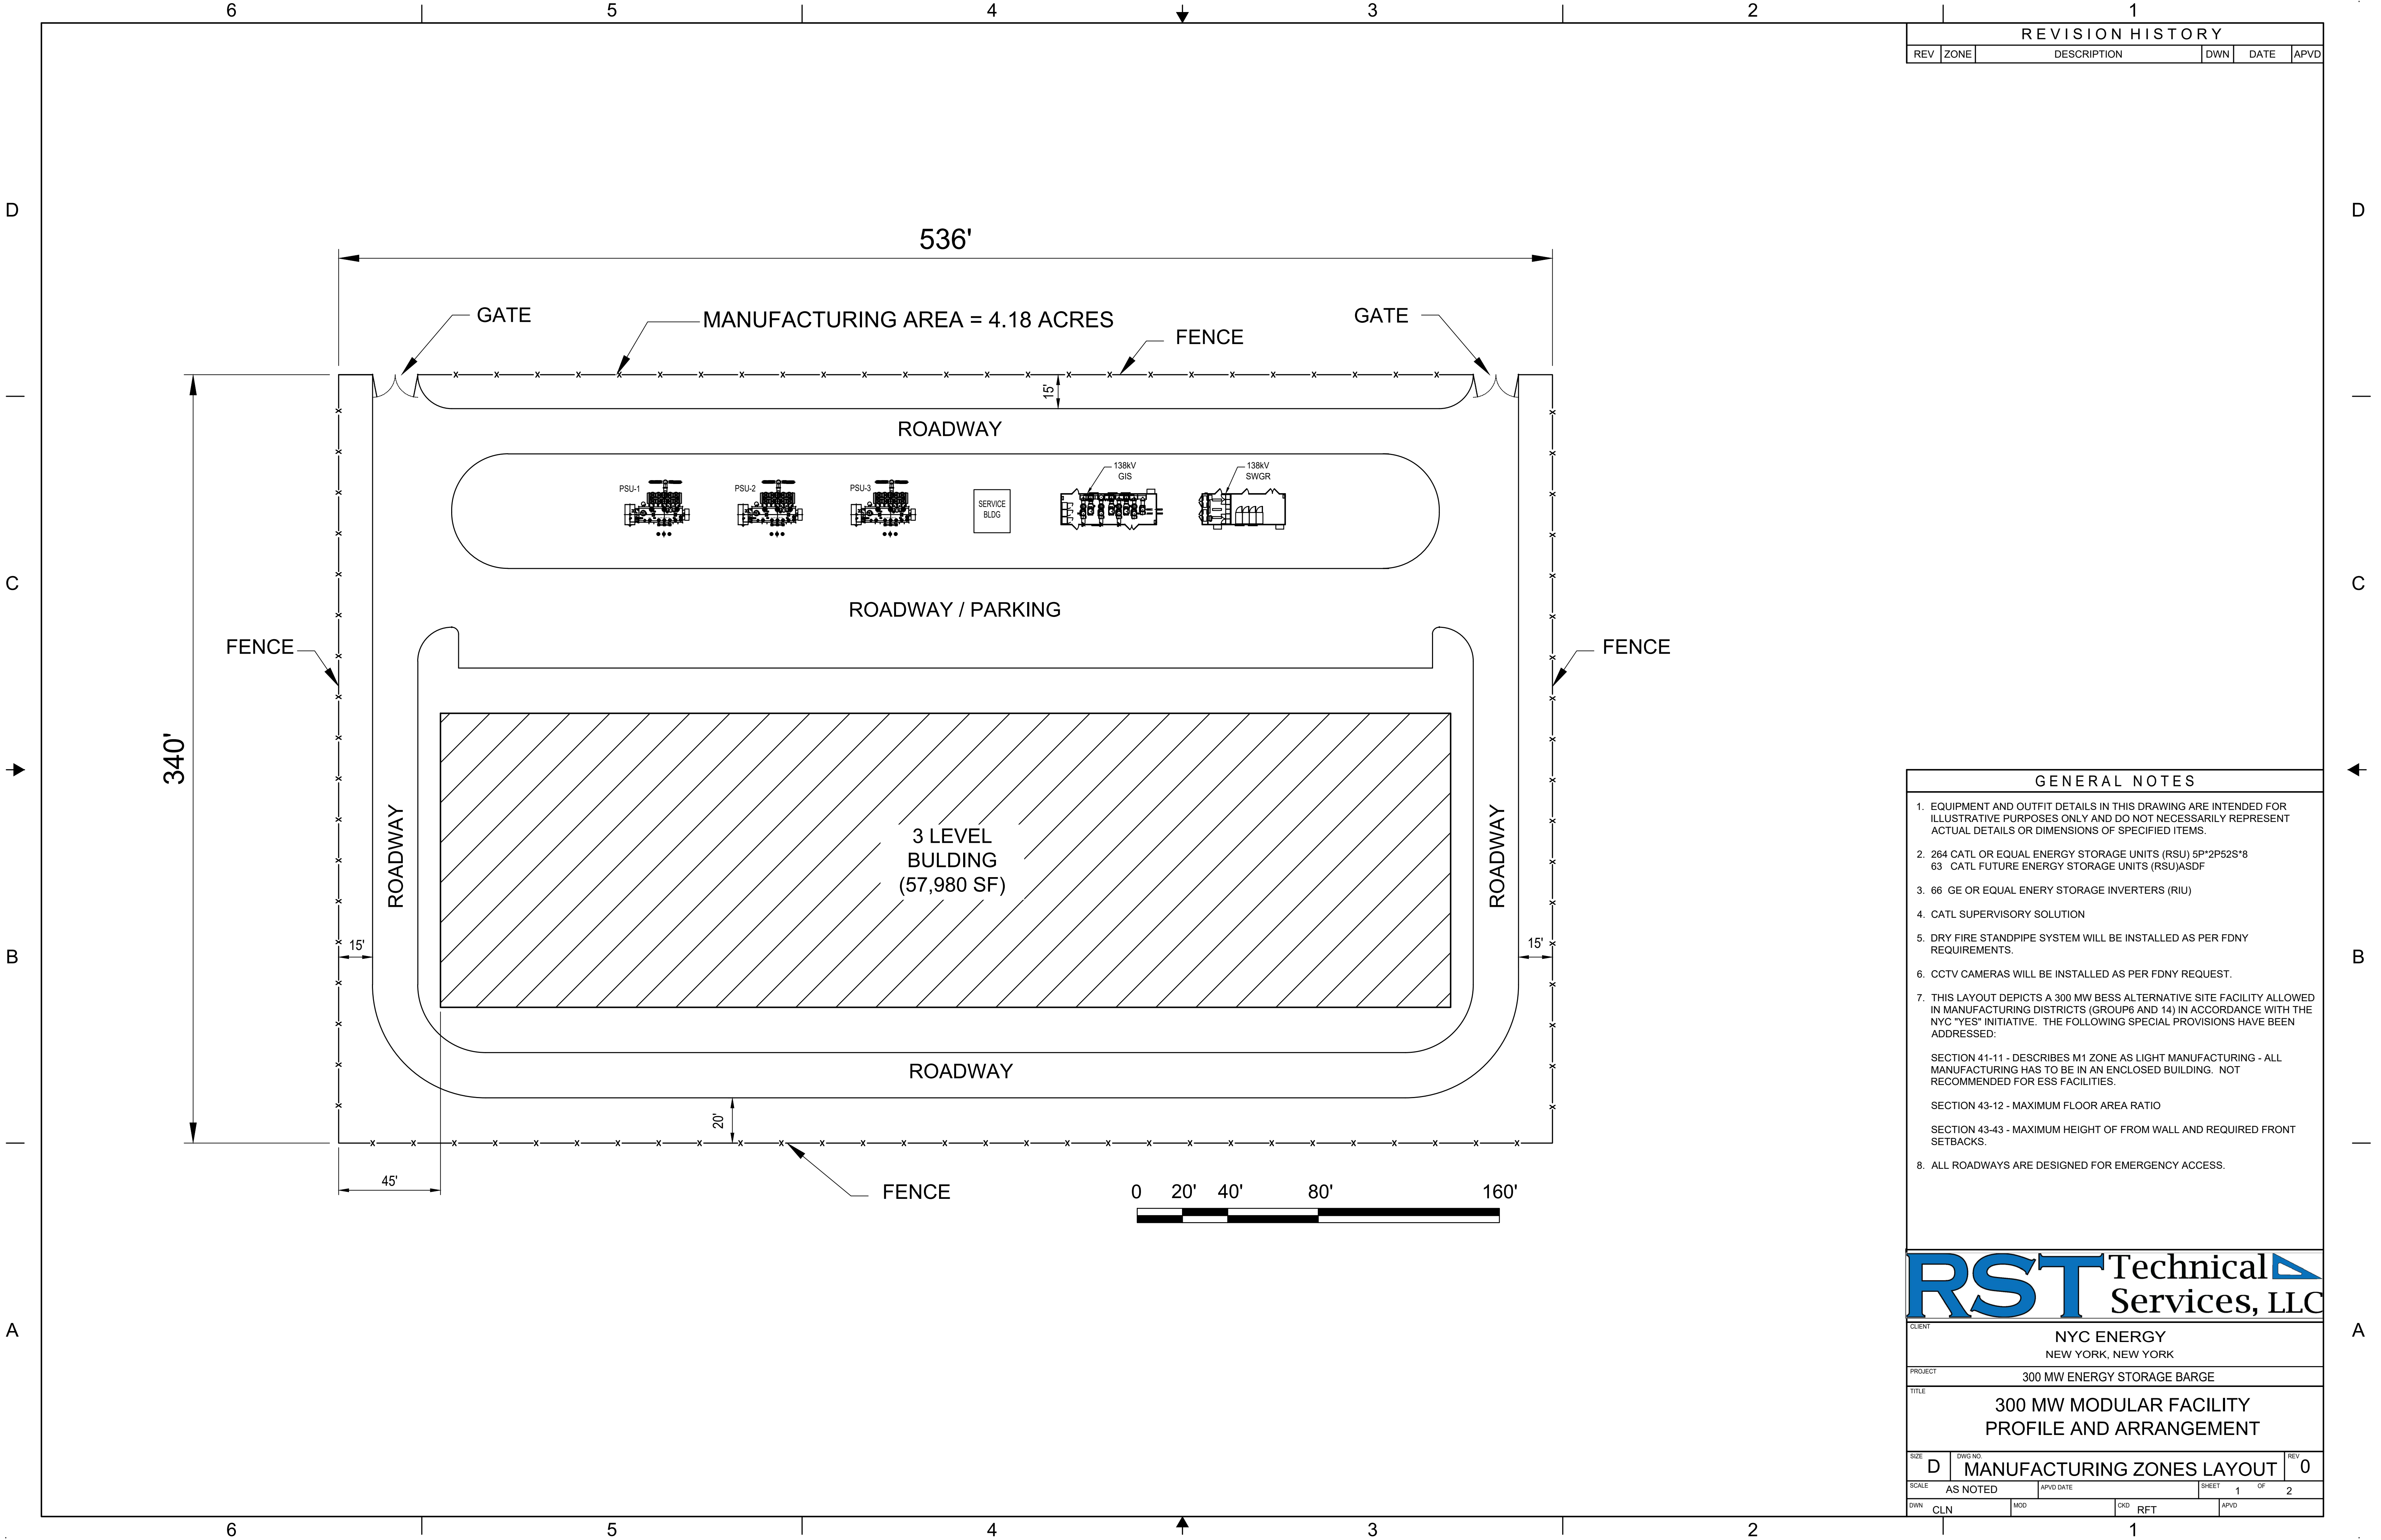 6 5 4 3 2 1
REVISION HISTORY
REV ZONE DESCRIPTION DWN DATE APVD
D D
536'
GATE
MANUFACTURING AREA = 4.18 ACRES
GATE
FENCE
15'
ROADWAY
138kV
GIS
138kV
SWGR
PSU-1
PSU-2
PSU-3
SERVICE
BLDG
C C
ROADWAY / PARKING
FENCE
FENCE
340'
ROADWAY
3 LEVEL
BULDING
(57,980 SF)
ROADWAY
B B
15'
15'
ROADWAY
20'
45'
FENCE
0 20' 40' 80' 160'
GENERAL NOTES
1. EQUIPMENT AND OUTFIT DETAILS IN THIS DRAWING ARE INTENDED FOR
ILLUSTRATIVE PURPOSES ONLY AND DO NOT NECESSARILY REPRESENT
ACTUAL DETAILS OR DIMENSIONS OF SPECIFIED ITEMS.
2. 264 CATL OR EQUAL ENERGY STORAGE UNITS (RSU) 5P*2P52S*8
63 CATL FUTURE ENERGY STORAGE UNITS (RSU)ASDF
3. 66 GE OR EQUAL ENERY STORAGE INVERTERS (RIU)
4. CATL SUPERVISORY SOLUTION
5. DRY FIRE STANDPIPE SYSTEM WILL BE INSTALLED AS PER FDNY
REQUIREMENTS.
6. CCTV CAMERAS WILL BE INSTALLED AS PER FDNY REQUEST.
7. THIS LAYOUT DEPICTS A 300 MW BESS ALTERNATIVE SITE FACILITY ALLOWED
IN MANUFACTURING DISTRICTS (GROUP6 AND 14) IN ACCORDANCE WITH THE
NYC "YES" INITIATIVE. THE FOLLOWING SPECIAL PROVISIONS HAVE BEEN
ADDRESSED:
SECTION 41-11 - DESCRIBES M1 ZONE AS LIGHT MANUFACTURING - ALL
MANUFACTURING HAS TO BE IN AN ENCLOSED BUILDING. NOT
RECOMMENDED FOR ESS FACILITIES.
SECTION 43-12 - MAXIMUM FLOOR AREA RATIO
SECTION 43-43 - MAXIMUM HEIGHT OF FROM WALL AND REQUIRED FRONT
SETBACKS.
8. ALL ROADWAYS ARE DESIGNED FOR EMERGENCY ACCESS.
RST Technical
Services, LLC
A A
CLIENT
NYC ENERGY
NEW YORK, NEW YORK
PROJECT
300 MW ENERGY STORAGE BARGE
TITLE
300 MW MODULAR FACILITY
PROFILE AND ARRANGEMENT
SIZE D DWG NO. MANUFACTURING ZONES LAYOUT REV 0
SCALE AS NOTED APVD DATE SHEET 1 OF 2
DWN CLN MOD CKD RFT APVD
6 5 4 3 2 1